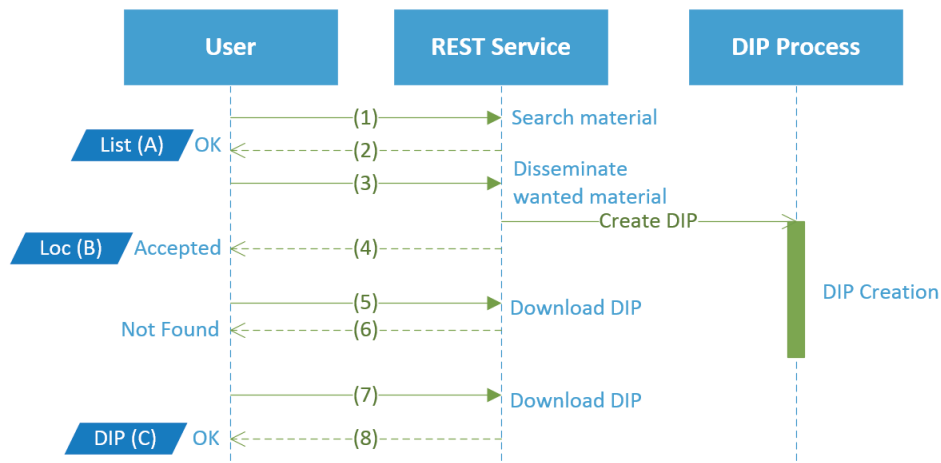 User
REST Service
DIP Process
(1)
Search material
List (A)
OK
(2)
(3)
Disseminate
wanted material
Create DIP
Loc (B)
Accepted
(4)
DIP Creation
(5)
Download DIP
Not Found
(6)
(7)
Download DIP
DIP (C)
OK
(8)